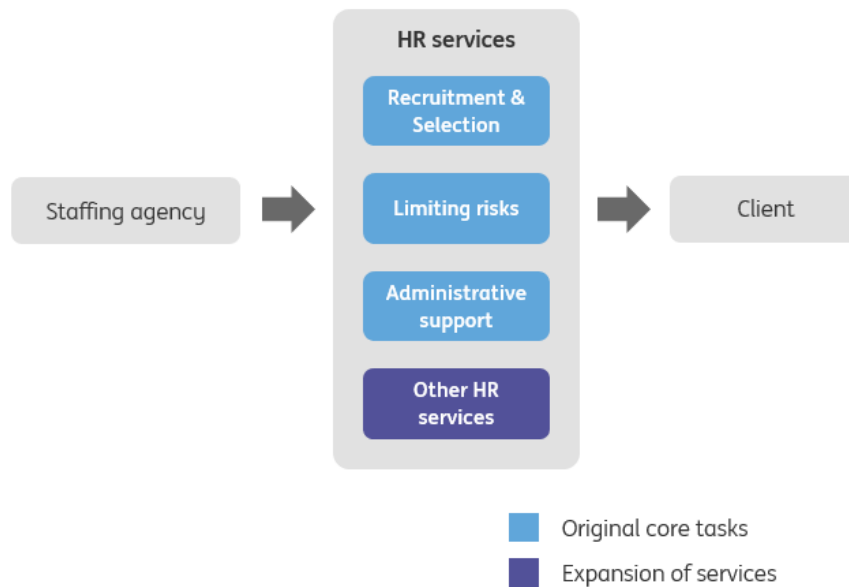 HR services
Recruitment &
Selection
Staffing agency
Limiting risks
Client
Administrative
support
Other HR
services
Original core tasks
Expansion of services